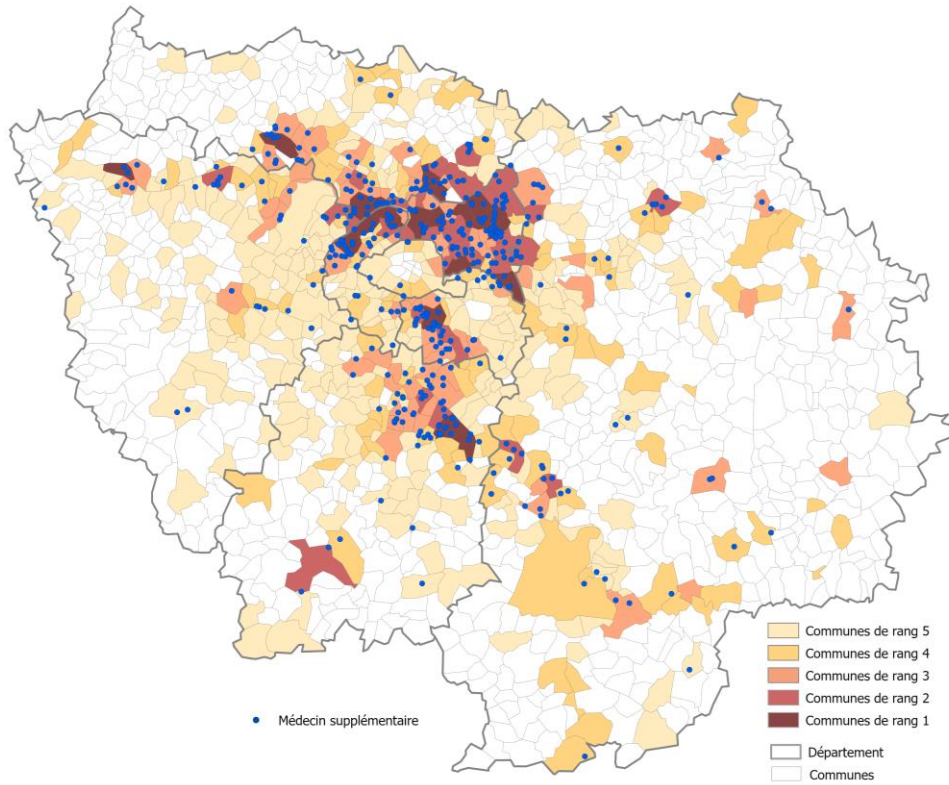 Communes de rang 5
Communes de rang 4
Communes de rang 3
Communes de rang 2
Médecin supplémentaire
Communes de rang 1
Département
Communes